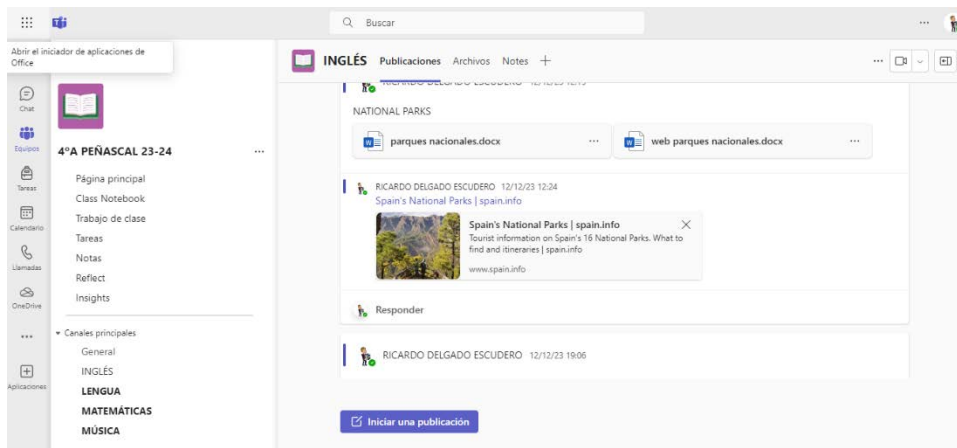 Buscar
Abrir el iniciador de aplicaciones de
Office
Chat
Equipos
Tareas
Calendario
Llamadas
OneDrive
Aplicaciones
4ºA PEÑASCAL 23-24
Página principal
Class Notebook
Trabajo de clase
Tareas
Notas
Reflect
Insights
Canales principales
General
INGLÉS
LENGUA
MATEMÁTICAS
MÚSICA
INGLÉS Publicaciones Archivos Notes
RICARDO DELGADO ESCUDERO
NATIONAL PARKS
parques nacionales.docx
web parques nacionales.docx
RICARDO DELGADO ESCUDERO 12/12/23 12:24
Spain's National Parks | spain.info
Spain's National Parks | spain.info
Tourist information on Spain's 16 National Parks. What to
find and itineraries | spain.info
www.spain.info
Responder
RICARDO DELGADO ESCUDERO 12/12/23 19:06
Iniciar una publicación